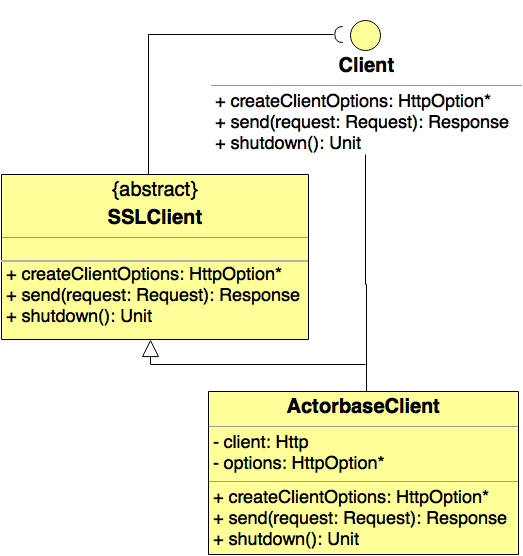 Client
+ createClientOptions: HttpOption*
+ send(request: Request): Response
+ shutdown(): Unit
{abstract}
SSLClient
+ createClientOptions: HttpOption*
+ send(request: Request): Response
+ shutdown(): Unit
ActorbaseClient
- client: Http
- options: HttpOption*
+ createClientOptions: HttpOption*
+ send(request: Request): Response
+ shutdown(): Unit